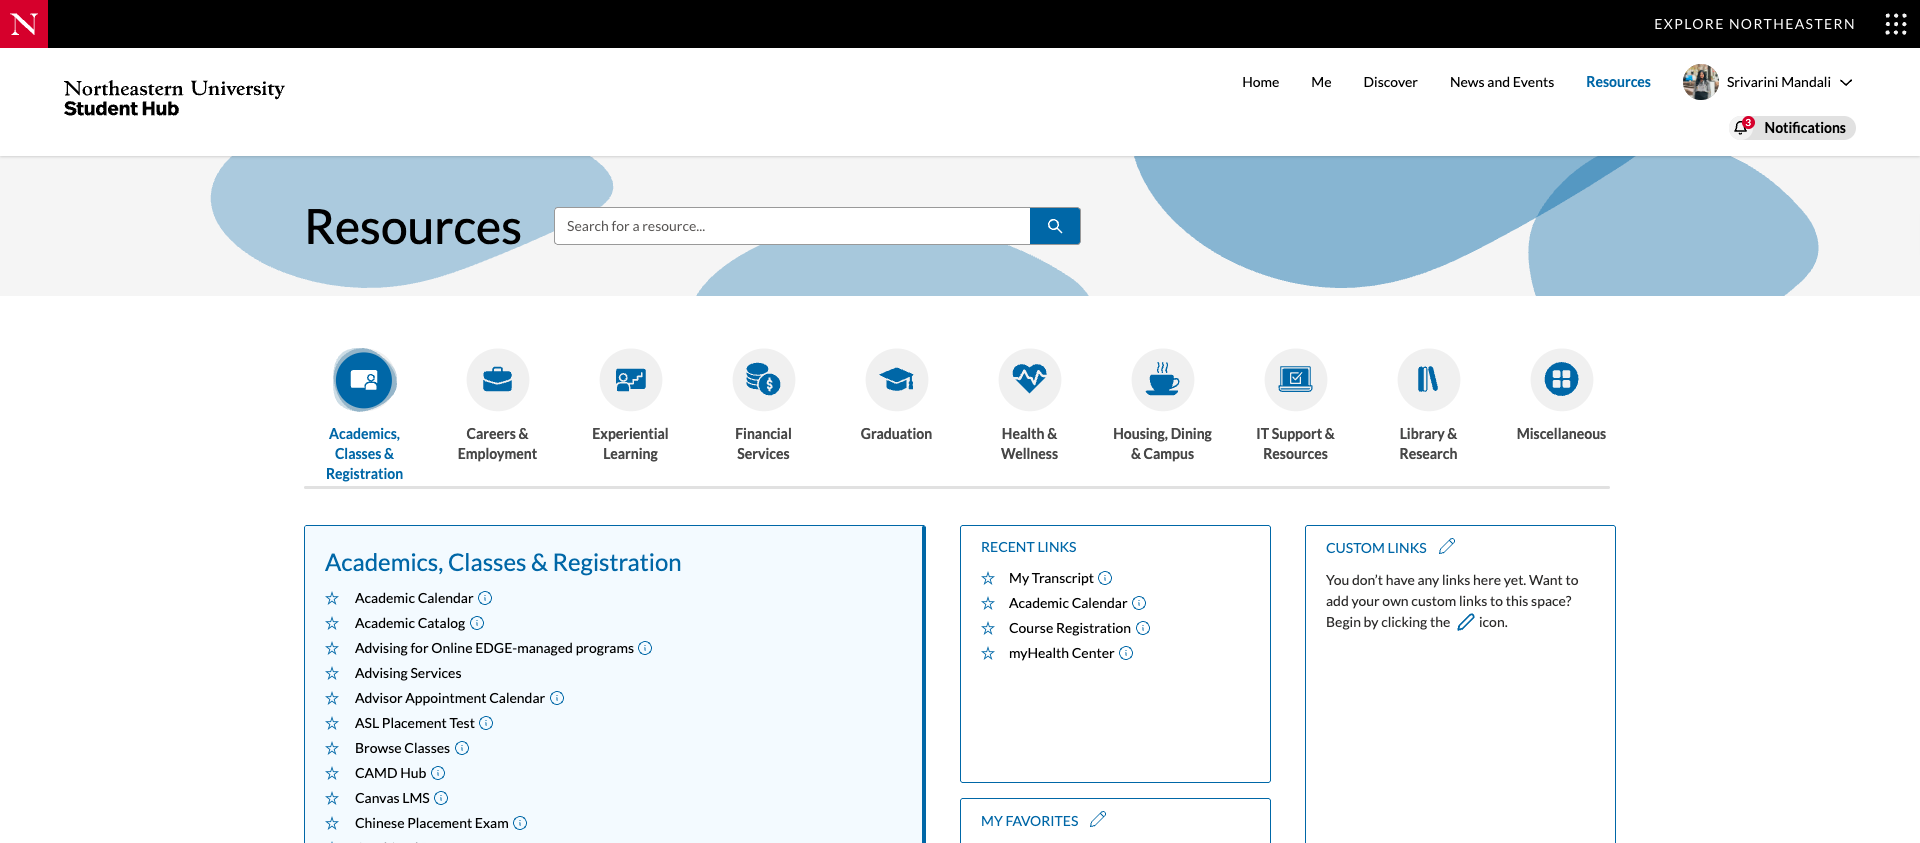 N
EXPLORE NORTHEASTERN
Northeastern University
Student Hub
Home
Me
Discover
News and Events
Resources
Srivarini Mandali
3
Notifications
Resources
Search for a resource...
Academics,
Classes &
Registration
Careers &
Employment
Experiential
Learning
Financial
Services
Graduation
Health &
Wellness
Housing, Dining
& Campus
IT Support &
Resources
Library &
Research
Miscellaneous
Academics, Classes & Registration
Academic Calendar
Academic Catalog
Advising for Online EDGE-managed programs
Advising Services
Advisor Appointment Calendar
ASL Placement Test
Browse Classes
CAMD Hub
Canvas LMS
Chinese Placement Exam
RECENT LINKS
My Transcript
Academic Calendar
Course Registration
myHealth Center
MY FAVORITES
CUSTOM LINKS
You don't have any links here yet. Want to
add your own custom links to this space?
Begin by clicking the icon.